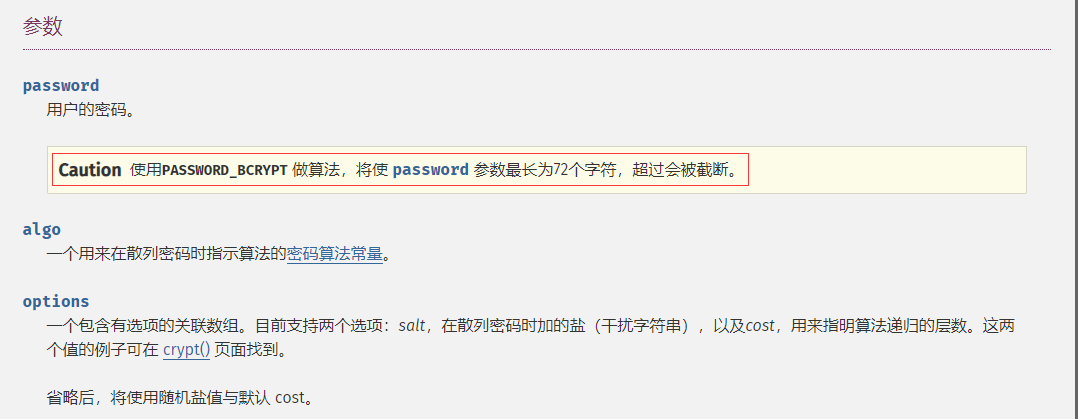 参数
password
用户的密码。
Caution 使用PASSWORD_BCRYPT 做算法，将使 password 参数最长为72个字符，超过会被截断。
algo
一个用来在散列密码时指示算法的密码算法常量。
options
一个包含有选项的关联数组。目前支持两个选项：salt，在散列密码时加的盐（干扰字符串），以及cost，用来指明算法递归的层数。这两
个值的例子可在 crypt() 页面找到。
省略后，将使用随机盐值与默认 cost。